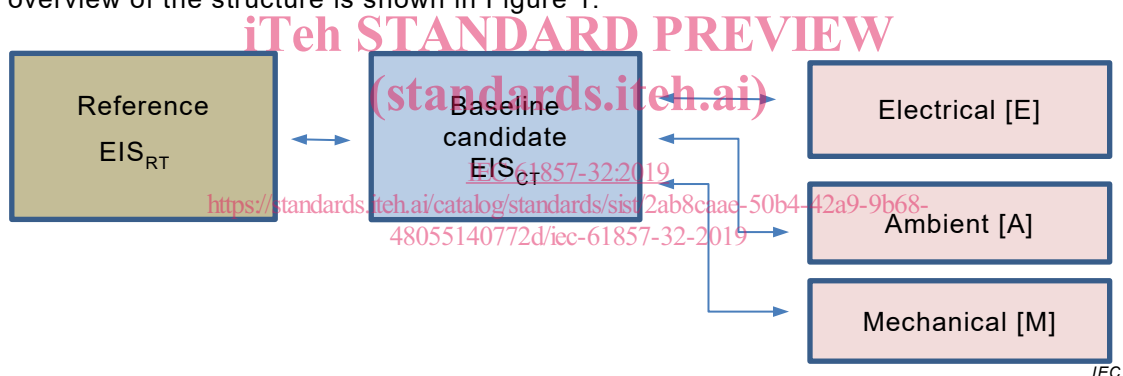 overview of the structure is shown in Figure 1.
iTeh STANDARD PREVIEW
(standards.iteh.ai)
Reference
EIS_RT
Baseline
candidate
EIS_CT
Electrical [E]
IEC 61857-32:2019
https://standards.iteh.ai/catalog/standards/sist/2ab8caae-50b4-42a9-9b68-
48055140772d/iec-61857-32-2019
Ambient [A]
Mechanical [M]
IEC